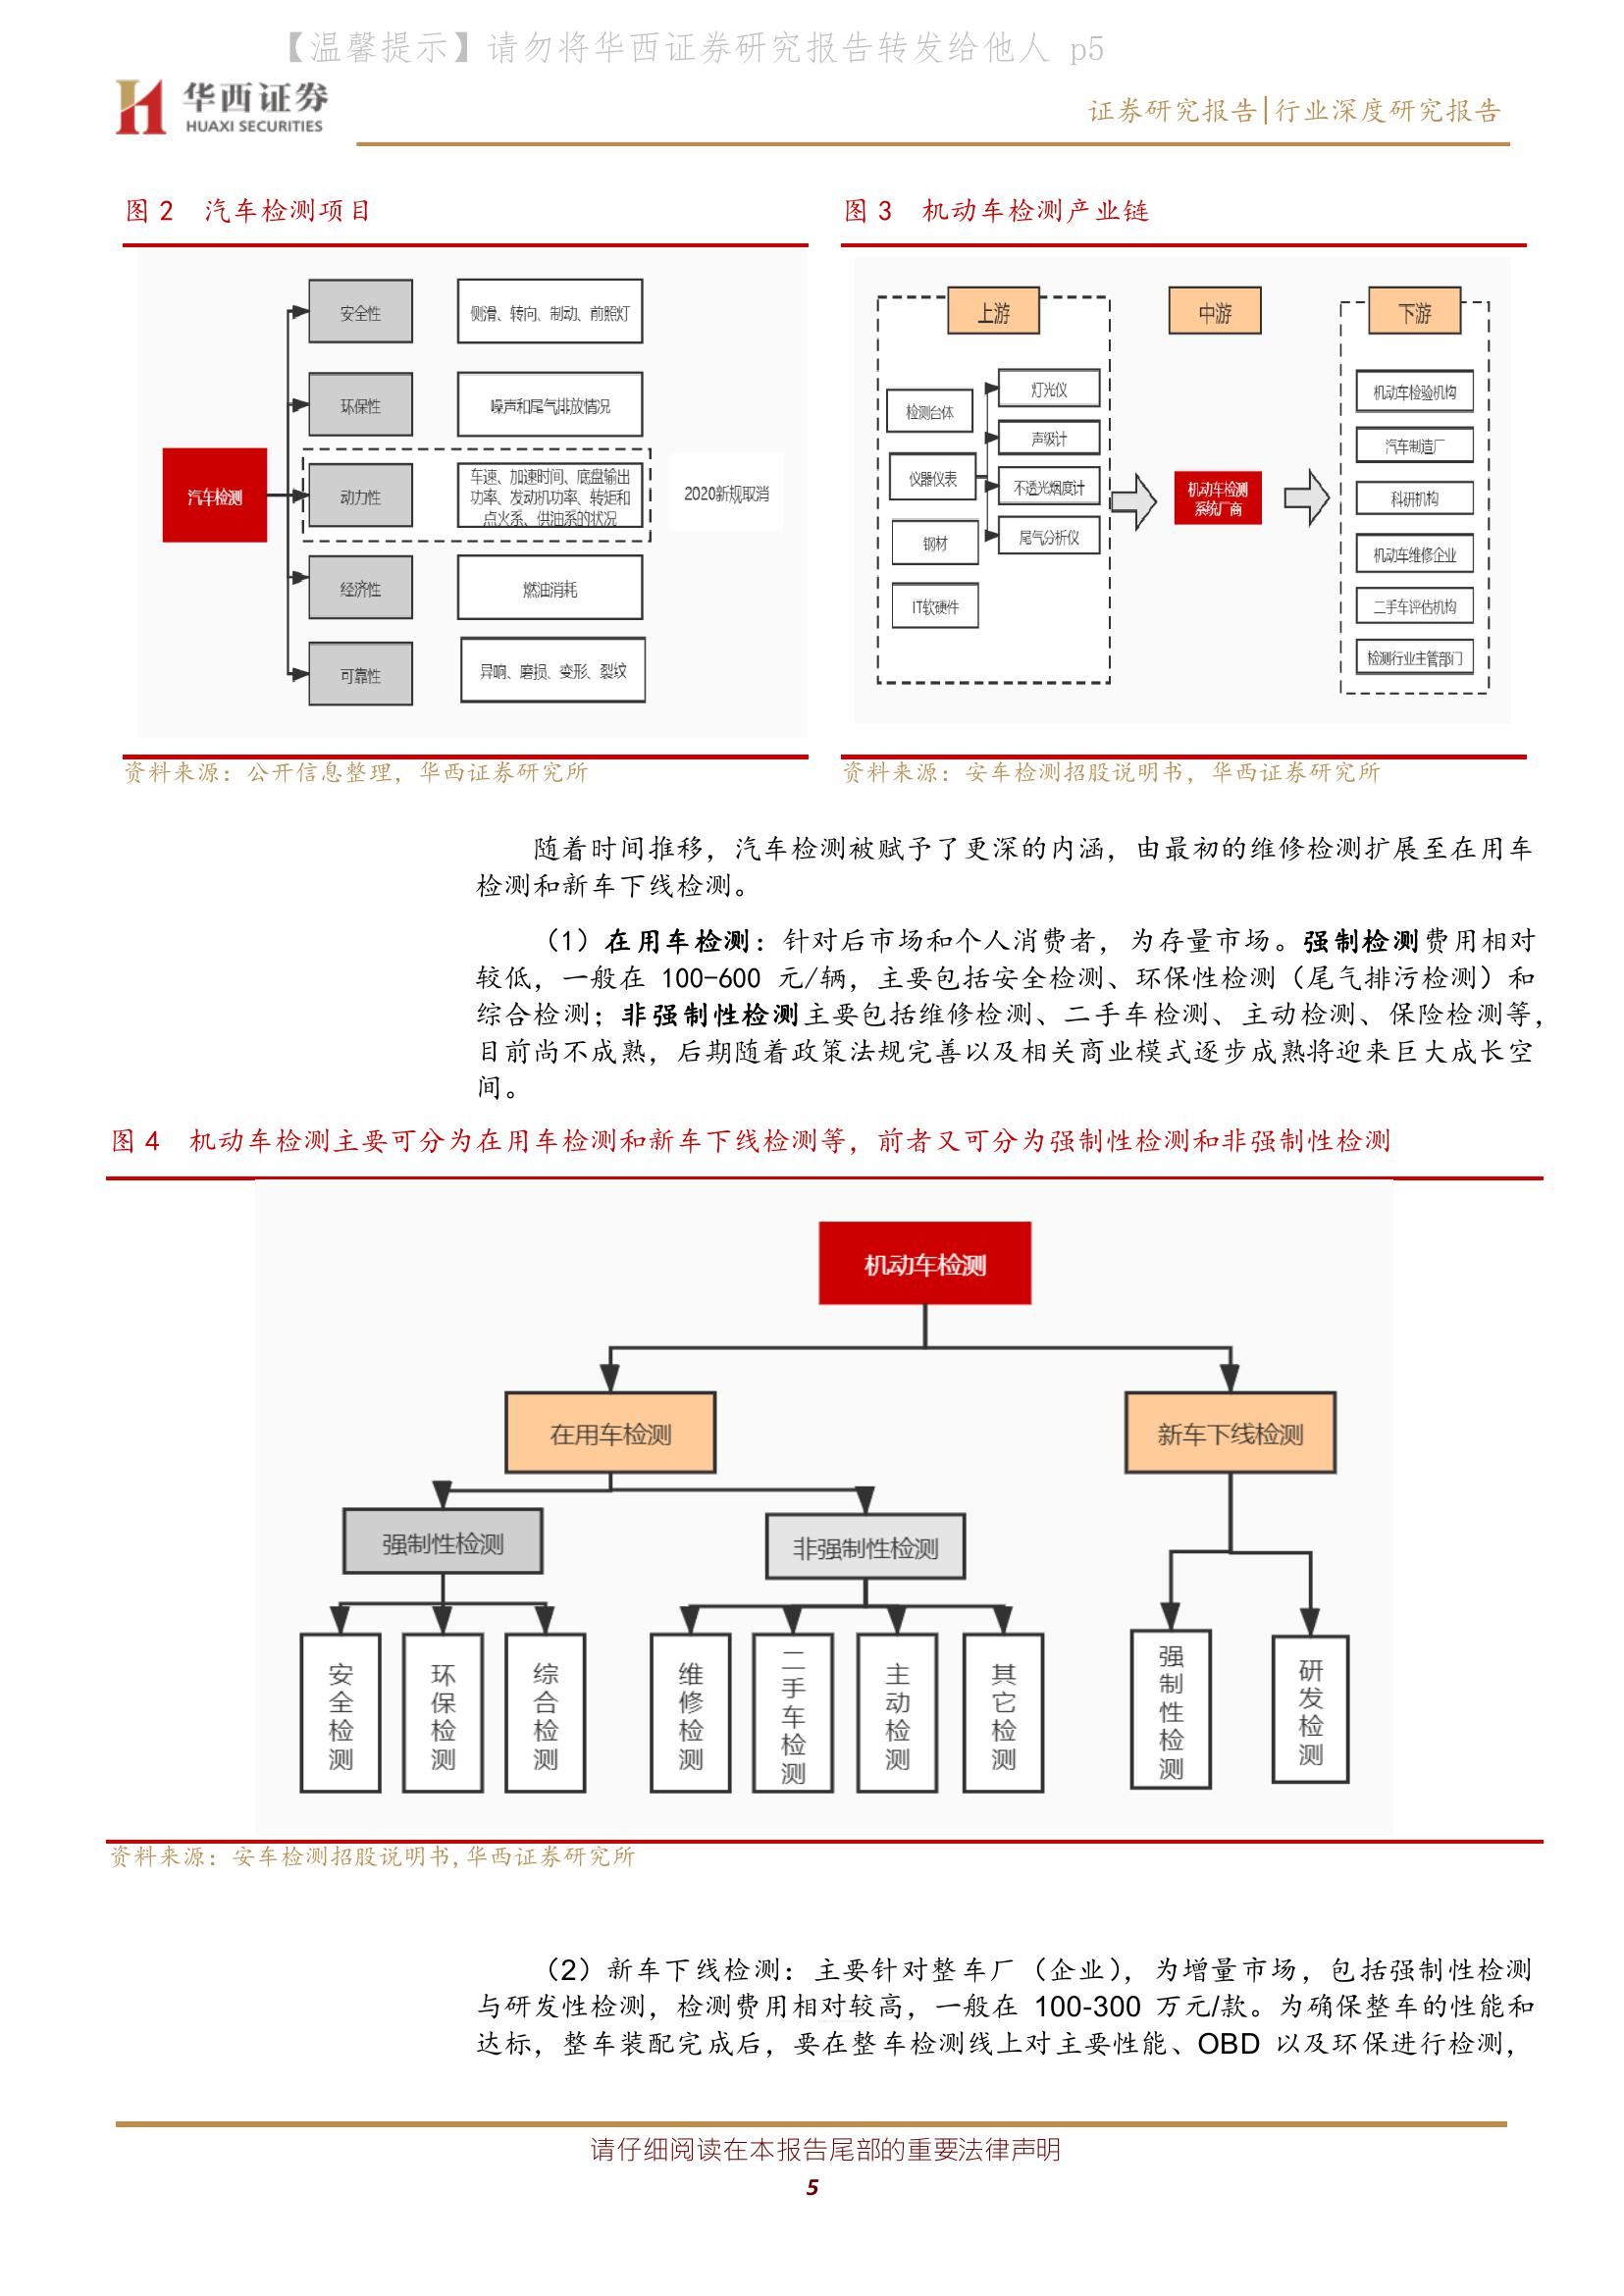 【温馨提示】请勿将华西证券研究报告转发给他人 p5
华西证券
HUAXI SECURITIES
证券研究报告|行业深度研究报告
图 2 汽车检测项目
汽车检测
安全性
侧滑、转向、制动、前照灯
环保性
噪声和尾气排放情况
动力性
车速、加速时间、底盘输出
功率、发动机功率、转矩和
点火系、供油系的状况
2020新规取消
经济性
燃油消耗
可靠性
异响、磨损、变形、裂纹
资料来源：公开信息整理，华西证券研究所
图 3 机动车检测产业链
上游
检测台体
仪器仪表
钢材
IT软硬件
灯光仪
声级计
不透光烟度计
尾气分析仪
中游
机动车检测
系统厂商
下游
机动车检验机构
汽车制造厂
科研机构
机动车维修企业
二手车评估机构
检测行业主管部门
资料来源：安车检测招股说明书，华西证券研究所
随着时间推移，汽车检测被赋予了更深的内涵，由最初的维修检测扩展至在用车
检测和新车下线检测。
（1）在用车检测：针对后市场和个人消费者，为存量市场。强制检测费用相对
较低，一般在 100-600 元/辆，主要包括安全检测、环保性检测（尾气排污检测）和
综合检测；非强制性检测主要包括维修检测、二手车检测、主动检测、保险检测等，
目前尚不成熟，后期随着政策法规完善以及相关商业模式逐步成熟将迎来巨大成长空
间。
图 4 机动车检测主要可分为在用车检测和新车下线检测等，前者又可分为强制性检测和非强制性检测
机动车检测
在用车检测
新车下线检测
强制性检测
非强制性检测
安全检测
环保检测
综合检测
维修检测
二手车检测
主动检测
其它检测
强制性检测
研发检测
资料来源：安车检测招股说明书,华西证券研究所
（2）新车下线检测：主要针对整车厂（企业），为增量市场，包括强制性检测
与研发性检测，检测费用相对较高，一般在 100-300 万元/款。为确保整车的性能和
达标，整车装配完成后，要在整车检测线上对主要性能、OBD 以及环保进行检测，
请仔细阅读在本报告尾部的重要法律声明
5